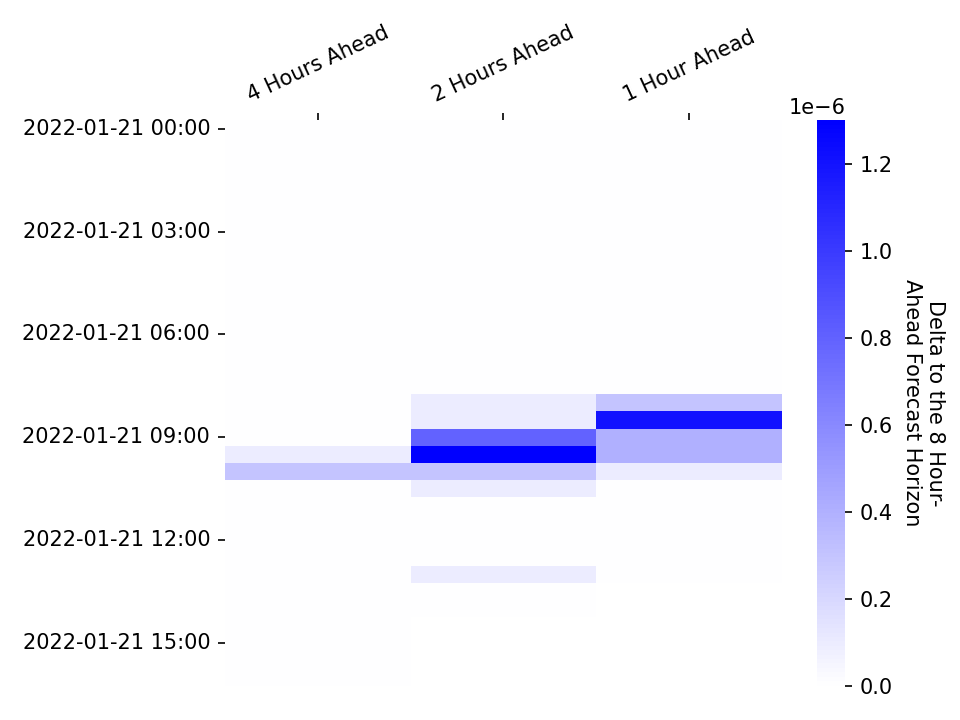 4 Hours Ahead
2 Hours Ahead
1 Hour Ahead
1e−6
2022-01-21 00:00
2022-01-21 03:00
2022-01-21 06:00
2022-01-21 09:00
2022-01-21 12:00
2022-01-21 15:00
1.2
1.0
0.8
0.6
0.4
0.2
0.0
Delta to the 8 Hour-
Ahead Forecast Horizon